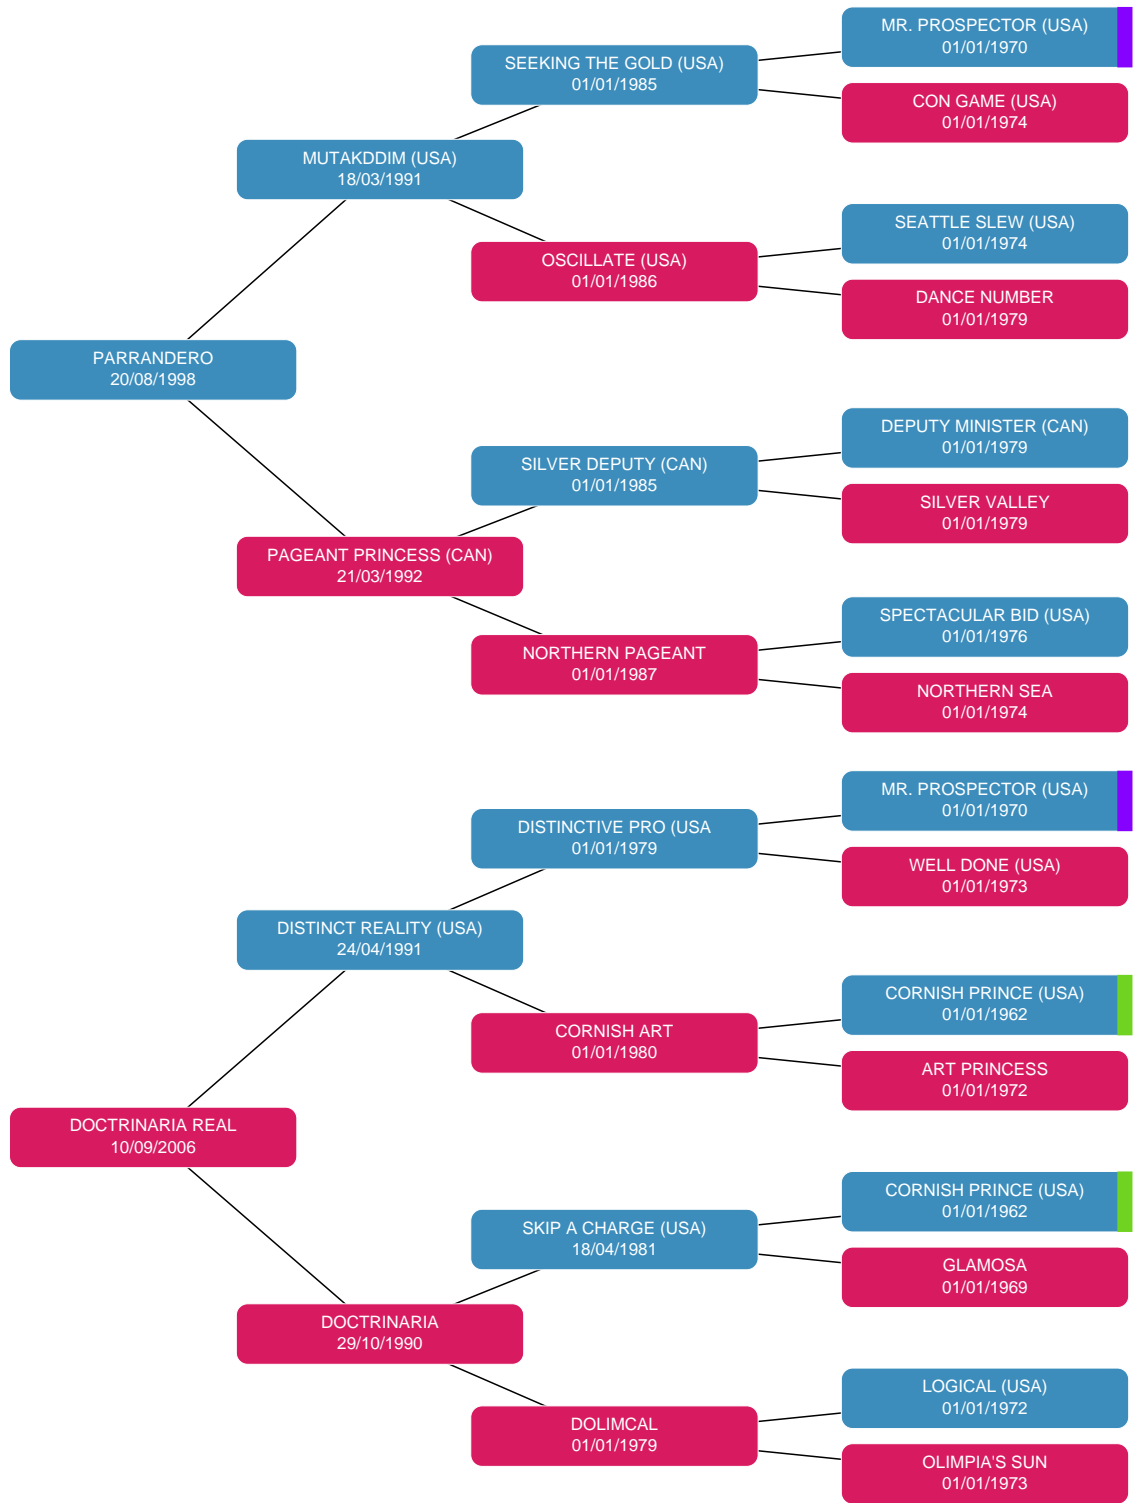 MR. PROSPECTOR (USA)
01/01/1970
SEEKING THE GOLD (USA)
01/01/1985
CON GAME (USA)
01/01/1974
MUTAKDDIM (USA)
18/03/1991
SEATTLE SLEW (USA)
01/01/1974
OSCILLATE (USA)
01/01/1986
DANCE NUMBER
01/01/1979
PARRANDERO
20/08/1998
DEPUTY MINISTER (CAN)
01/01/1979
SILVER DEPUTY (CAN)
01/01/1985
SILVER VALLEY
01/01/1979
PAGEANT PRINCESS (CAN)
21/03/1992
SPECTACULAR BID (USA)
01/01/1976
NORTHERN PAGEANT
01/01/1987
NORTHERN SEA
01/01/1974
MR. PROSPECTOR (USA)
01/01/1970
DISTINCTIVE PRO (USA
01/01/1979
WELL DONE (USA)
01/01/1973
DISTINCT REALITY (USA)
24/04/1991
CORNISH PRINCE (USA)
01/01/1962
CORNISH ART
01/01/1980
ART PRINCESS
01/01/1972
DOCTRINARIA REAL
10/09/2006
CORNISH PRINCE (USA)
01/01/1962
SKIP A CHARGE (USA)
18/04/1981
GLAMOSA
01/01/1969
DOCTRINARIA
29/10/1990
LOGICAL (USA)
01/01/1972
DOLIMCAL
01/01/1979
OLIMPIA'S SUN
01/01/1973